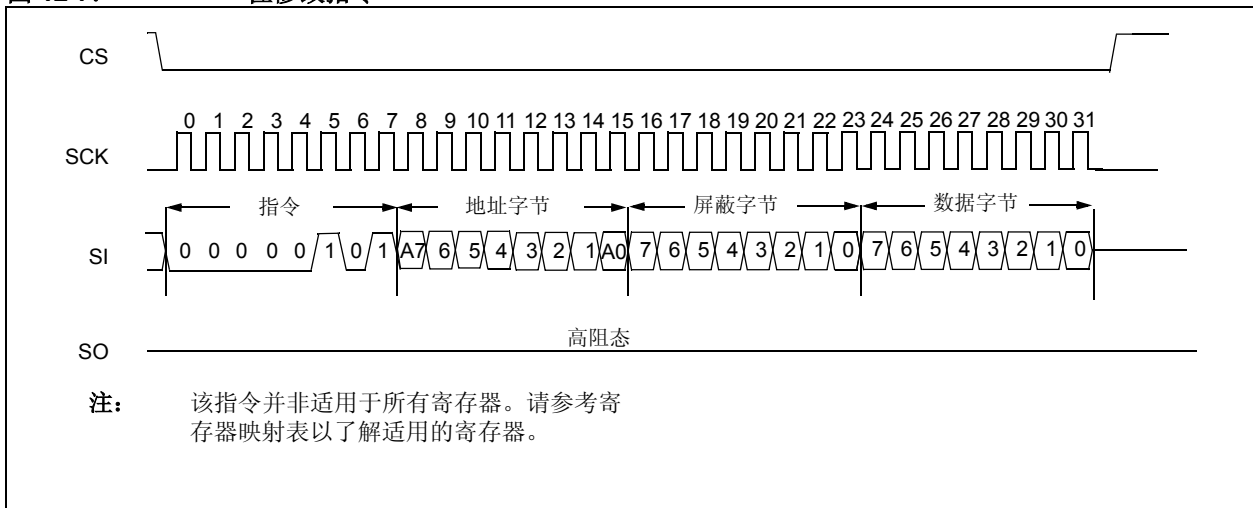 CS
0 1 2 3 4 5 6 7 8 9 10 11 12 13 14 15 16 17 18 19 20 21 22 23 24 25 26 27 28 29 30 31
SCK
指令 地址字节 屏蔽字节 数据字节
SI 0 0 0 0 0 1 0 1 A7 6 5 4 3 2 1 A0 7 6 5 4 3 2 1 0 7 6 5 4 3 2 1 0
高阻态
SO
注: 该指令并非适用于所有寄存器。请参考寄
存器映射表以了解适用的寄存器。